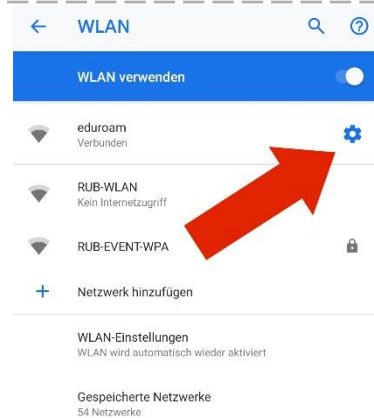 WLAN
WLAN verwenden
eduroam
Verbunden
RUB-WLAN
Kein Internetzugriff
RUB-EVENT-WPA
Netzwerk hinzufügen
WLAN-Einstellungen
WLAN wird automatisch wieder aktiviert
Gespeicherte Netzwerke
54 Netzwerke